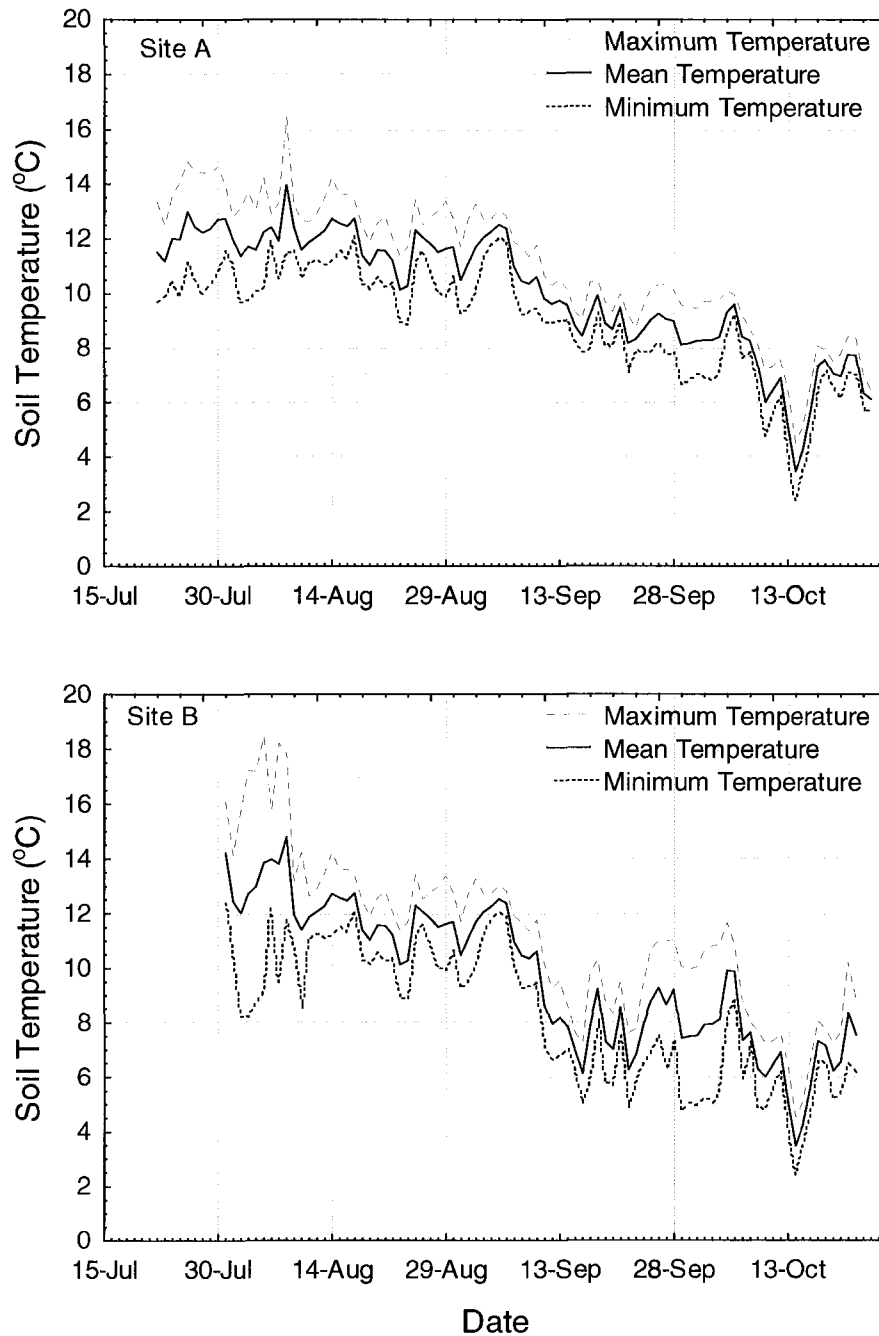 20
18
16
14
12
10
8
6
4
2
0
Soil Temperature (ºC)
Site A
Maximum Temperature
Mean Temperature
Minimum Temperature
15-Jul 30-Jul 14-Aug 29-Aug 13-Sep 28-Sep 13-Oct
20
18
16
14
12
10
8
6
4
2
0
Soil Temperature (ºC)
Site B
Maximum Temperature
Mean Temperature
Minimum Temperature
15-Jul 30-Jul 14-Aug 29-Aug 13-Sep 28-Sep 13-Oct
Date